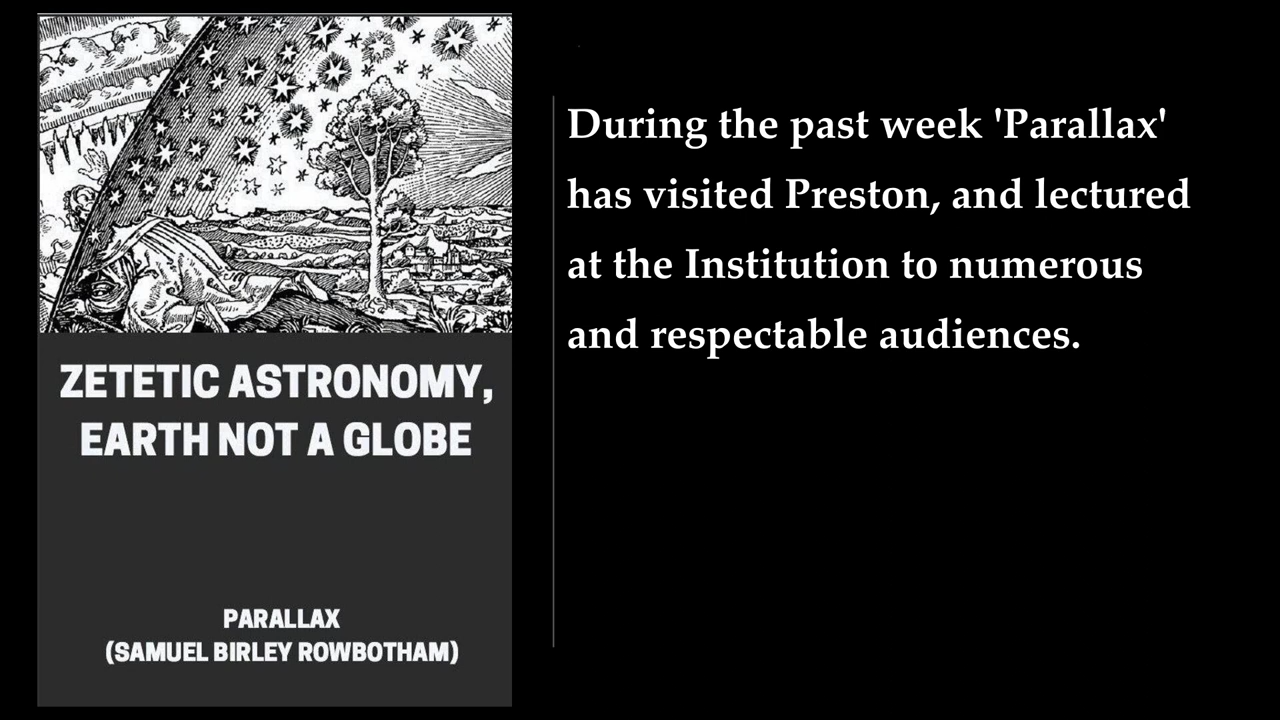 ZETETIC ASTRONOMY,
EARTH NOT A GLOBE
PARALLAX
(SAMUEL BIRLEY ROWBOTHAM)
During the past week 'Parallax'
has visited Preston, and lectured
at the Institution to numerous
and respectable audiences.